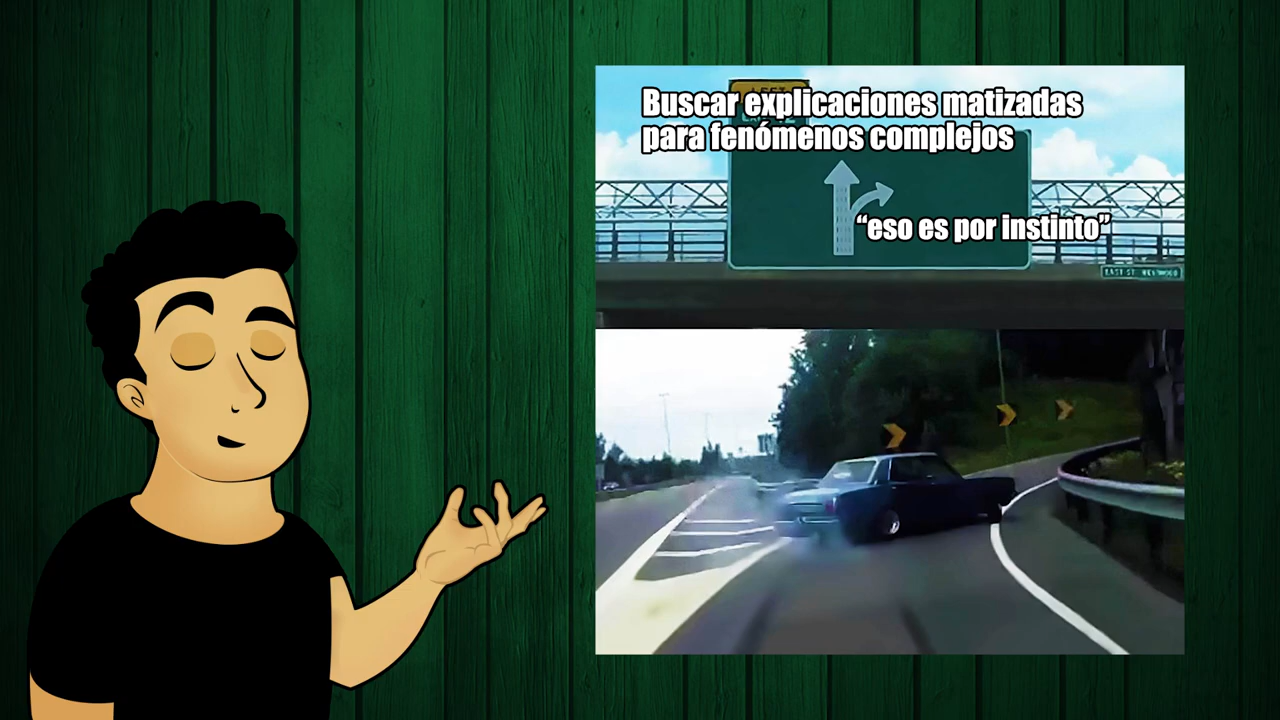 Buscar explicaciones matizadas
para fenómenos complejos
“eso es por instinto”